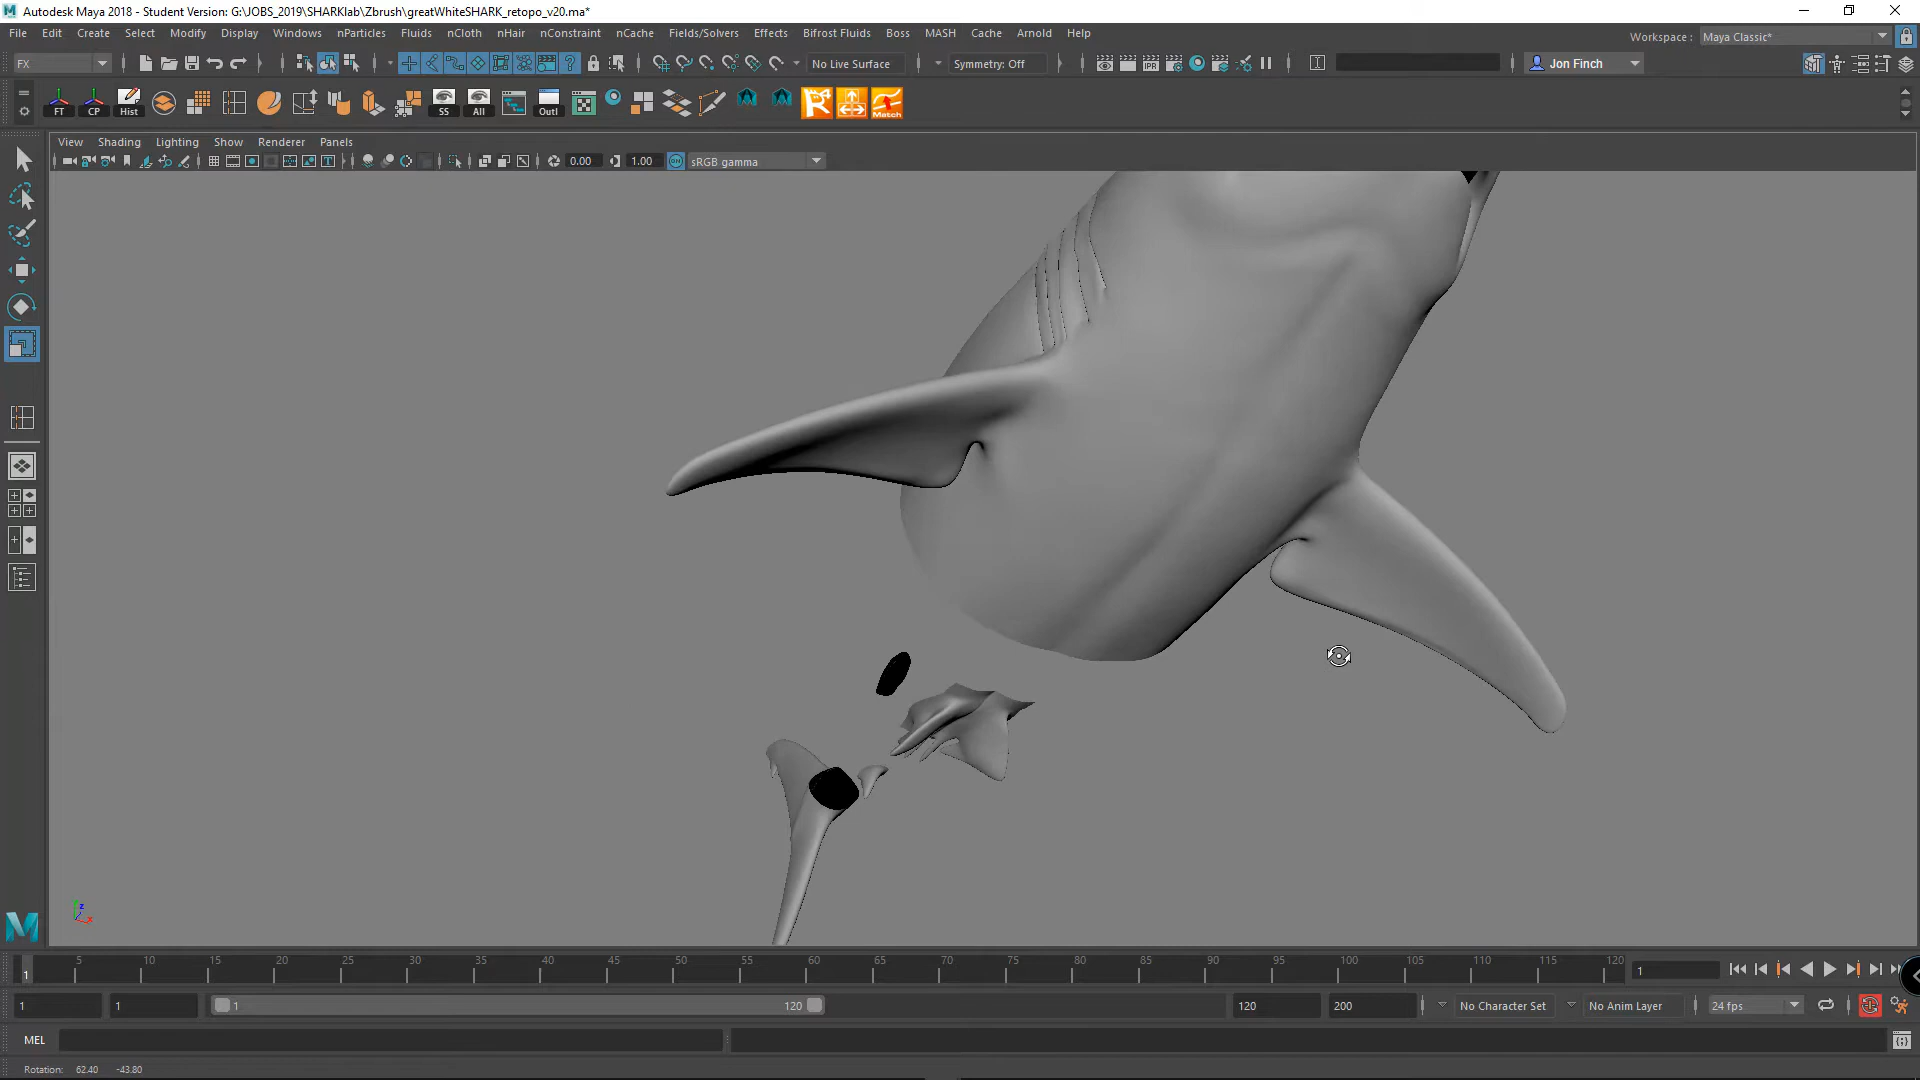 Autodesk Maya 2018 - Student Version: G:\JOBS_2019\SHARKlab\Zbrush\greatWhiteSHARK_retopo_v20.ma*
File Edit Create Select Modify Display Windows nParticles Fluids nCloth nHair nConstraint nCache Fields/Solvers Effects Bifrost Fluids Boss MASH Cache Arnold Help
Workspace : Maya Classic*
FX No Live Surface Symmetry: Off Jon Finch
FT CP Hist SS All Outl Match
View Shading Lighting Show Renderer Panels
0.00 1.00 ON sRGB gamma
z
x
5 10 15 20 25 30 35 40 45 50 55 60 65 70 75 80 85 90 95 100 105 110 115 120
1 1
1 1 1 120 120 200 No Character Set No Anim Layer 24 fps
MEL
Rotation: 62.40 -43.80